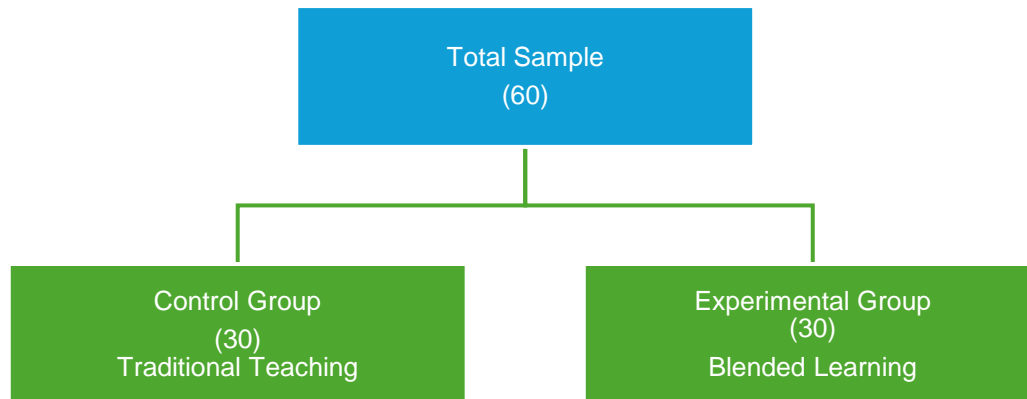 Total Sample
(60)
Control Group
(30)
Traditional Teaching
Experimental Group
(30)
Blended Learning